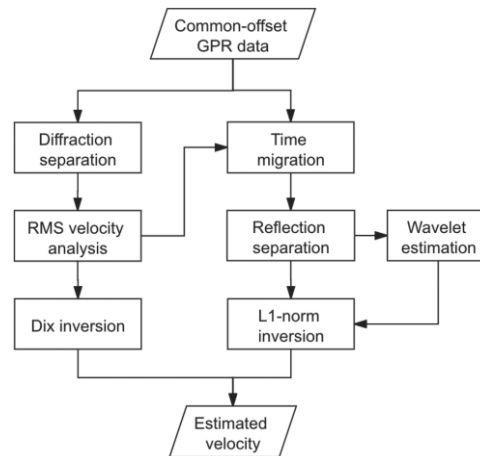 Common-offset
GPR data
Diffraction
separation
Time
migration
RMS velocity
analysis
Reflection
separation
Wavelet
estimation
Dix inversion
L1-norm
inversion
Estimated
velocity